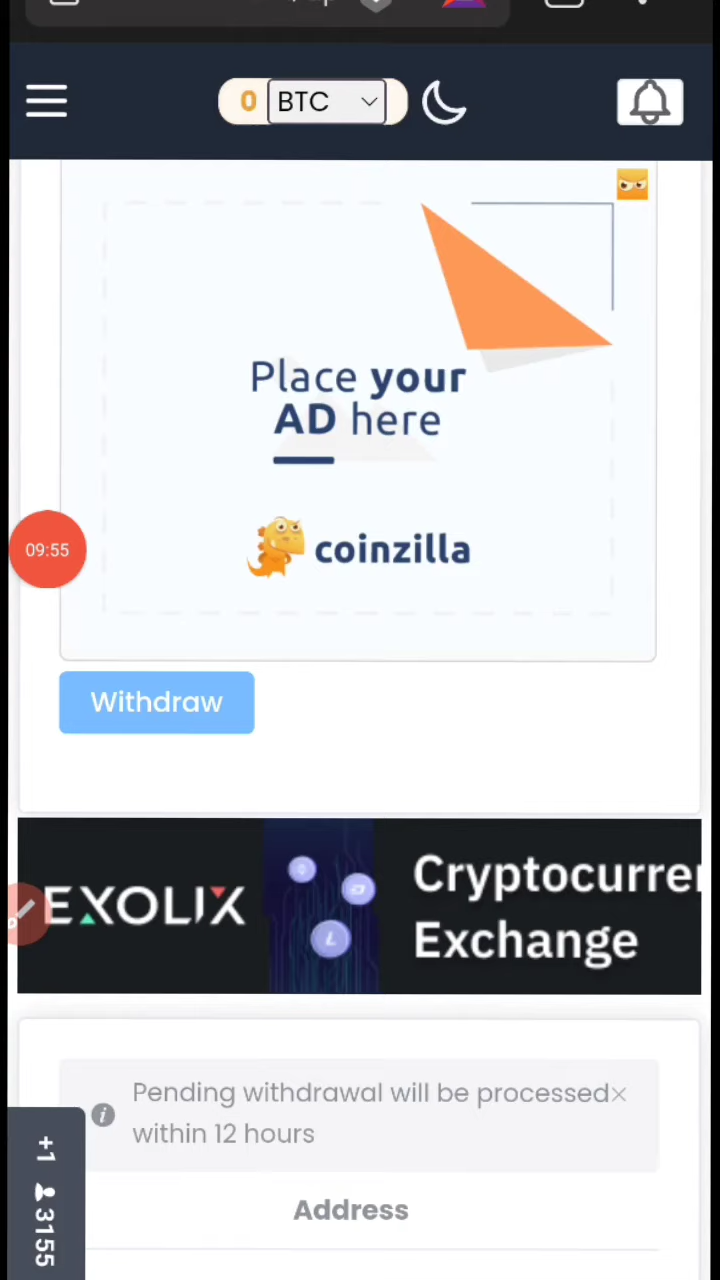 0 BTC
Place your
AD here
coinzilla
09:55
Withdraw
EXOLIX
Cryptocurre
Exchange
Pending withdrawal will be processed×
within 12 hours
Address
+1
3155